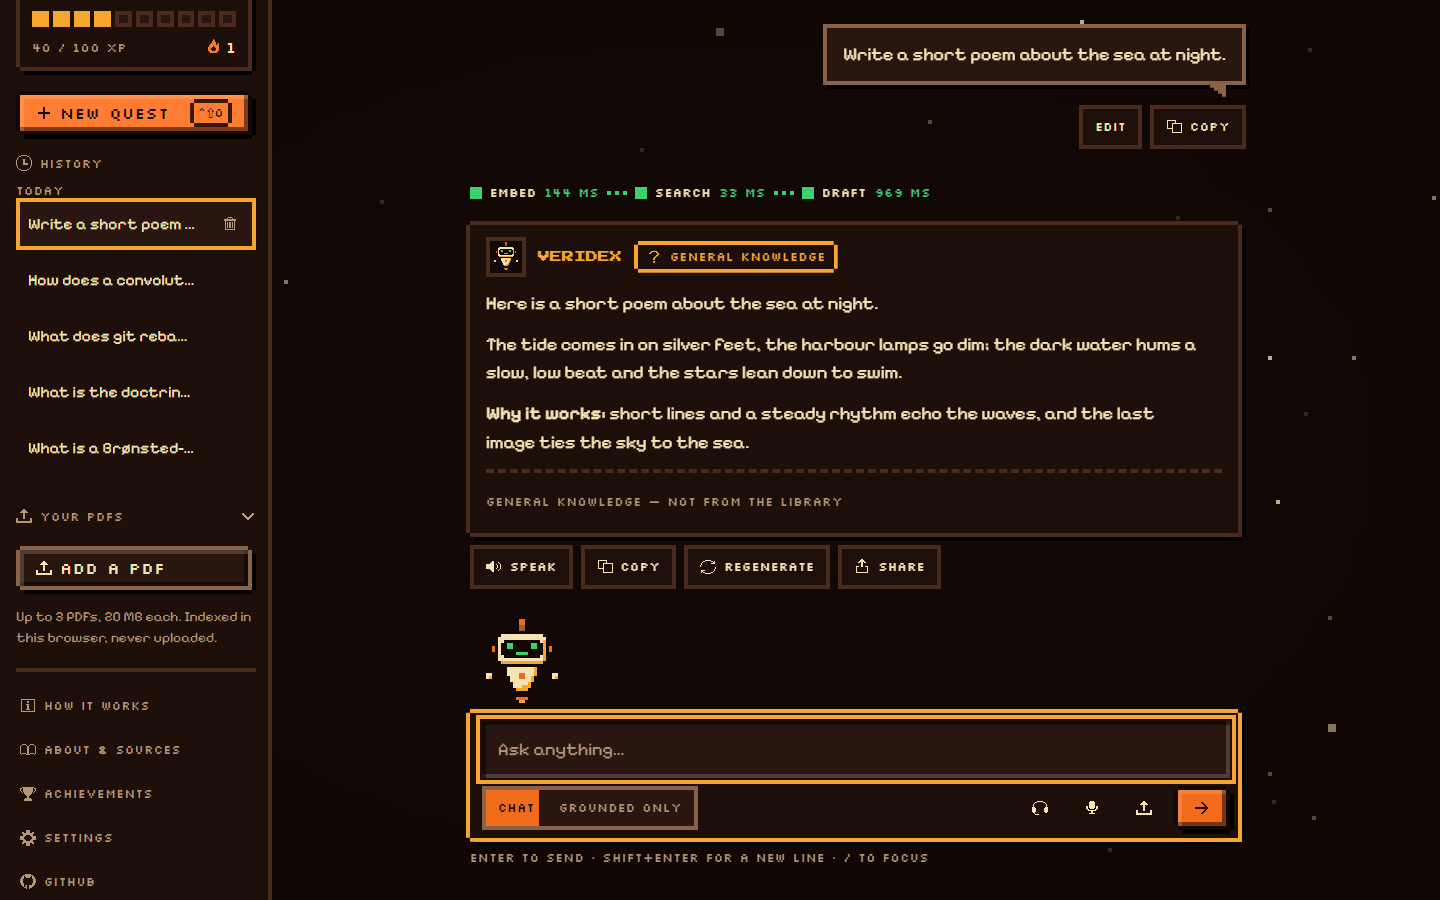 40 / 100 XP
1
+ NEW QUEST ^⇧O
HISTORY
TODAY
Write a short poem ...
How does a convolut...
What does git reba...
What is the doctrin...
What is a Brønsted-...
YOUR PDFS
ADD A PDF
Up to 3 PDFs, 20 MB each. Indexed in
this browser, never uploaded.
HOW IT WORKS
ABOUT & SOURCES
ACHIEVEMENTS
SETTINGS
GITHUB
Write a short poem about the sea at night.
EDIT
COPY
EMBED 144 MS ... SEARCH 33 MS ... DRAFT 969 MS
VERIDEX
? GENERAL KNOWLEDGE
Here is a short poem about the sea at night.
The tide comes in on silver feet, the harbour lamps go dim; the dark water hums a
slow, low beat and the stars lean down to swim.
Why it works: short lines and a steady rhythm echo the waves, and the last
image ties the sky to the sea.
GENERAL KNOWLEDGE — NOT FROM THE LIBRARY
SPEAK
COPY
REGENERATE
SHARE
Ask anything...
CHAT
GROUNDED ONLY
ENTER TO SEND · SHIFT+ENTER FOR A NEW LINE · / TO FOCUS